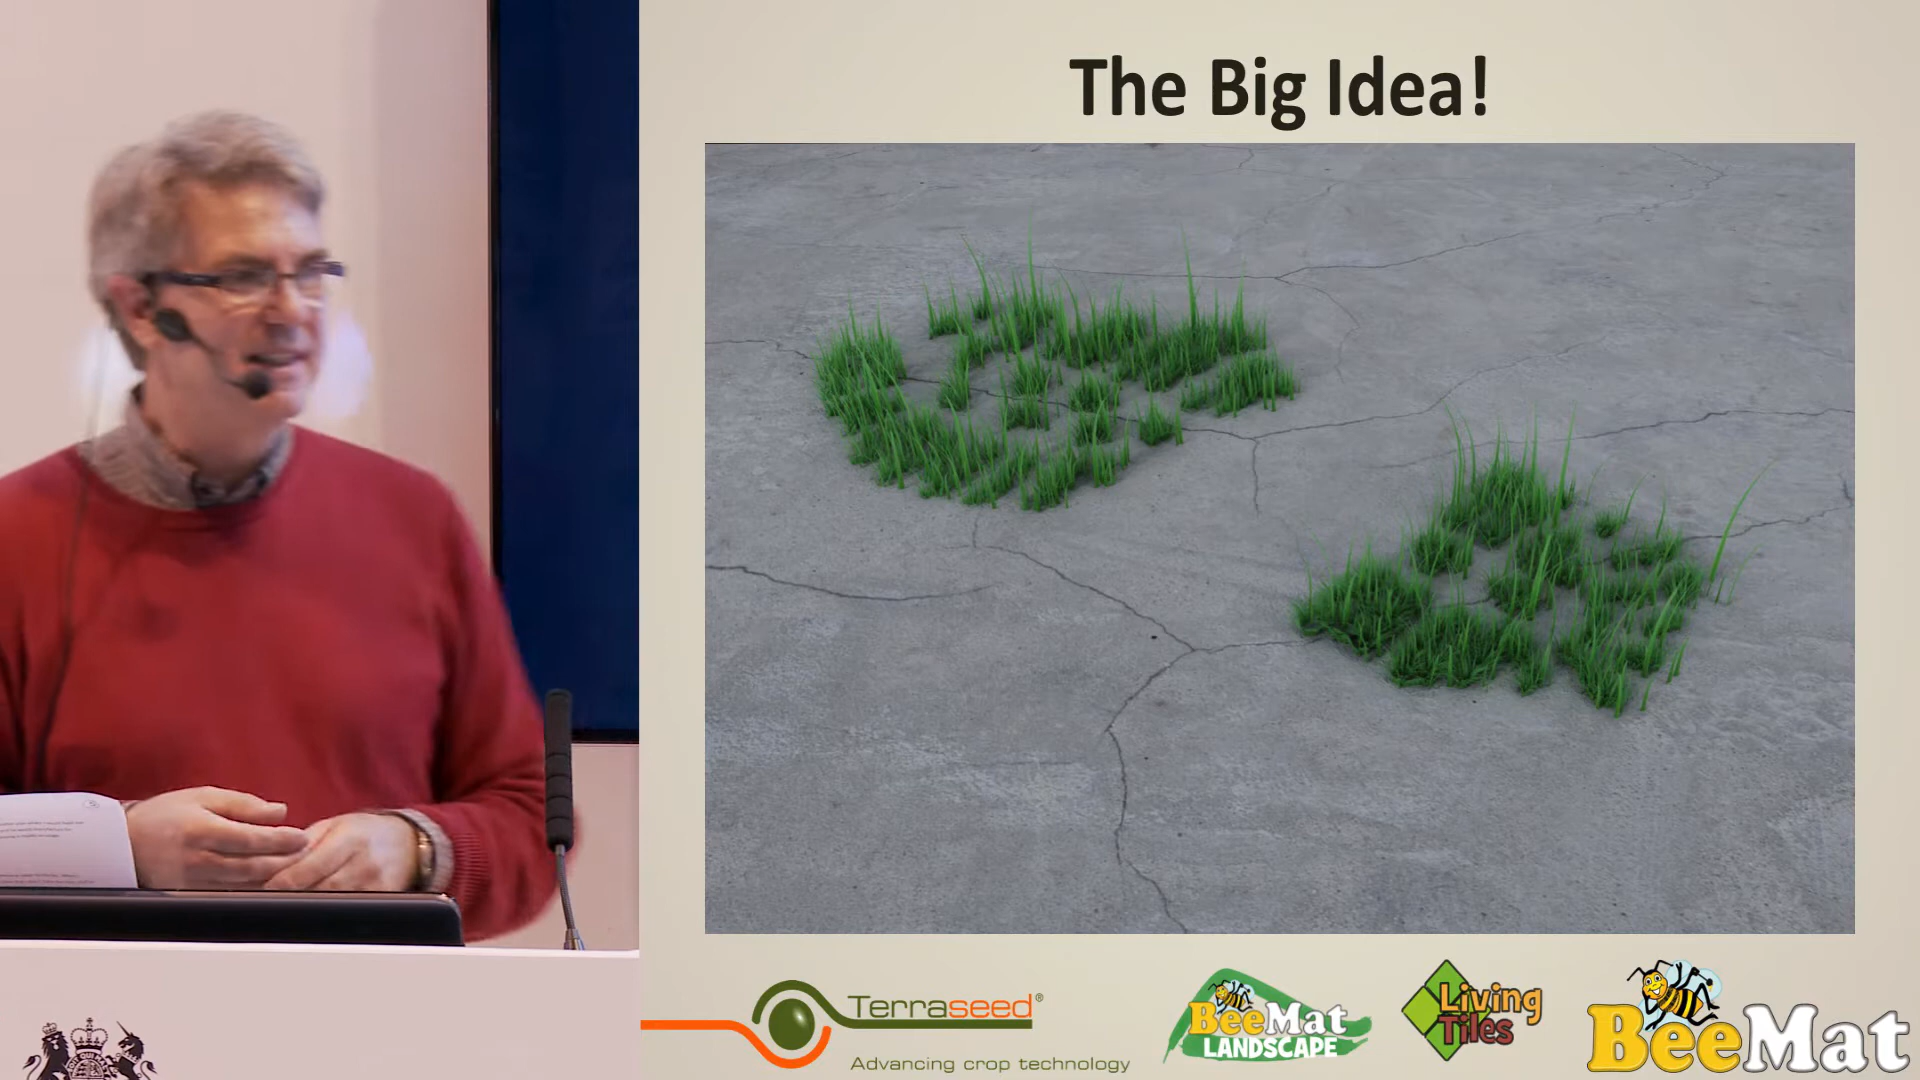 The Big Idea!
Terraseed®
Advancing crop technology
BeeMat
LANDSCAPE
Living
Tiles
BeeMat